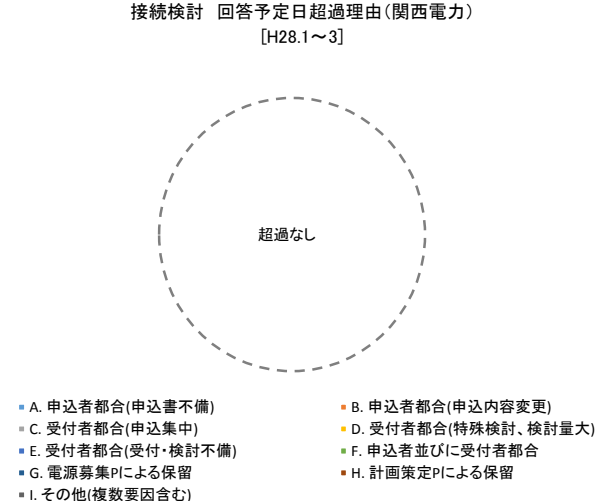 接続検討　回答予定日超過理由(関西電力)
[H28.1～3]
超過なし
A. 申込者都合(申込書不備)
B. 申込者都合(申込内容変更)
C. 受付者都合(申込集中)
D. 受付者都合(特殊検討、検討量大)
E. 受付者都合(受付・検討不備)
F. 申込者並びに受付者都合
G. 電源募集Pによる保留
H. 計画策定Pによる保留
I. その他(複数要因含む)